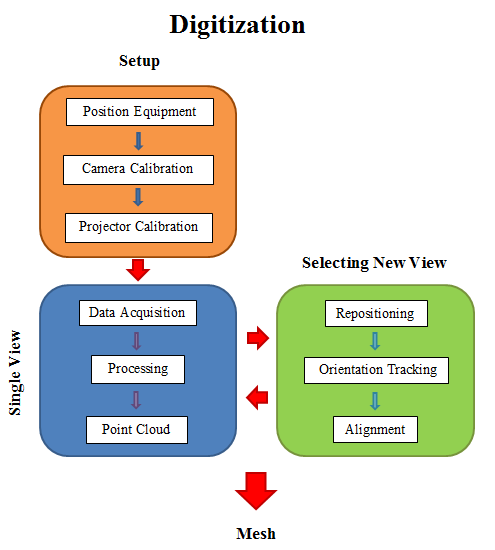 Digitization
Setup
Position Equipment
Camera Calibration
Projector Calibration
Single View
Data Acquisition
Processing
Point Cloud
Selecting New View
Repositioning
Orientation Tracking
Alignment
Mesh